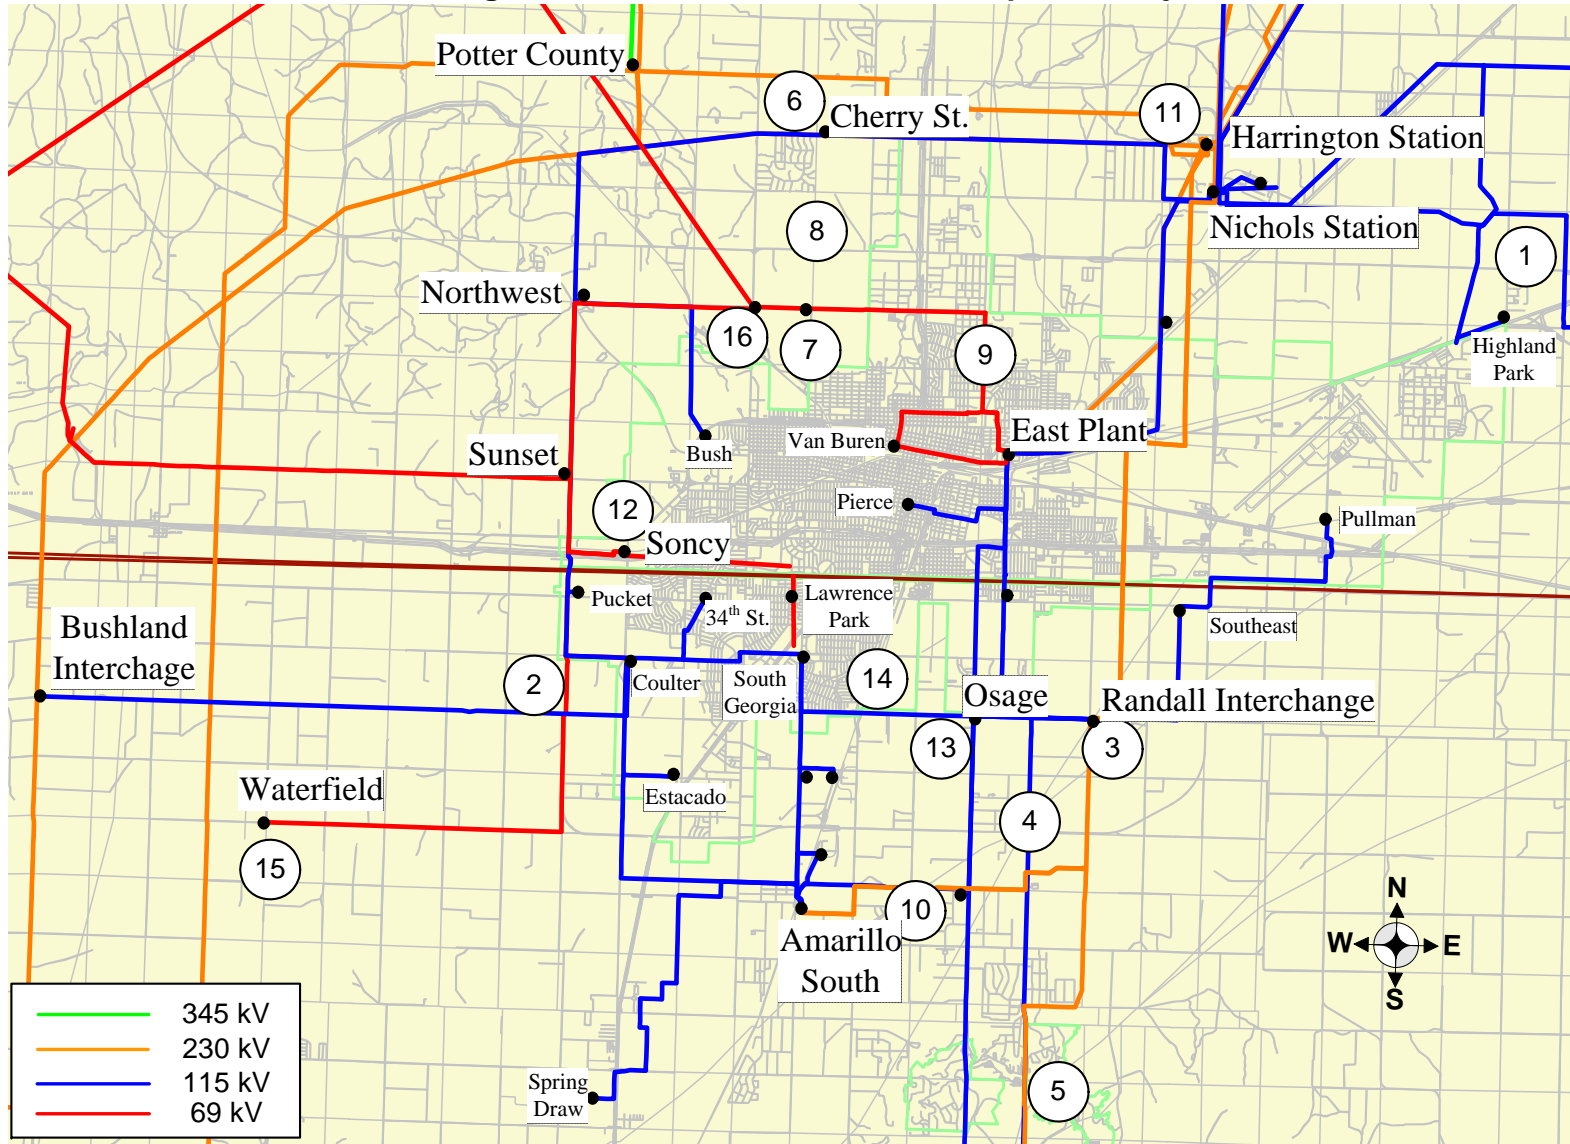 Potter County
6
Cherry St.
11
Harrington Station
Nichols Station
8
1
Northwest
16
7
9
Highland
Park
Van Buren
East Plant
Bush
Sunset
Pierce
12
Soncy
Pullman
Pucket
34th St.
Lawrence
Park
Southeast
Bushland
Interchage
2
Coulter
South
Georgia
14
Osage
Randall Interchange
13
3
Waterfield
Estacado
4
15
10
Amarillo
South
N
W
E
S
345 kV
230 kV
115 kV
69 kV
Spring
Draw
5